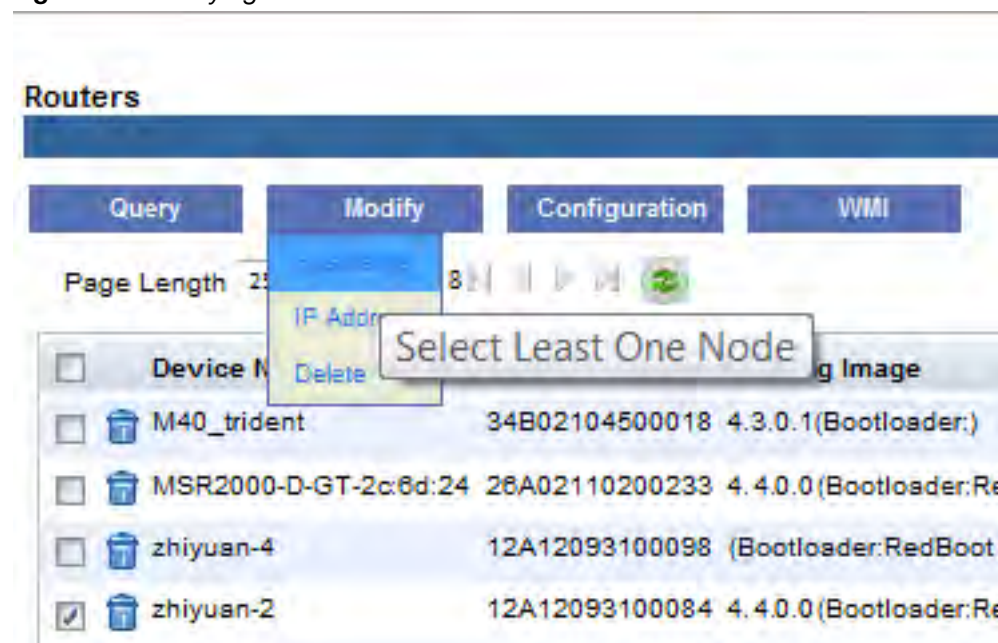 Routers
Query Modify Configuration WMI
Page Length 25 8
IP Addr
Select Least One Node
Device N g Image
Delete
M40_trident 34B02104500018 4.3.0.1(Bootloader:)
MSR2000-D-GT-2c:6d:24 26A02110200233 4.4.0.0(Bootloader:Re
zhiyuan-4 12A12093100098 (Bootloader:RedBoot
zhiyuan-2 12A12093100084 4.4.0.0(Bootloader:Re